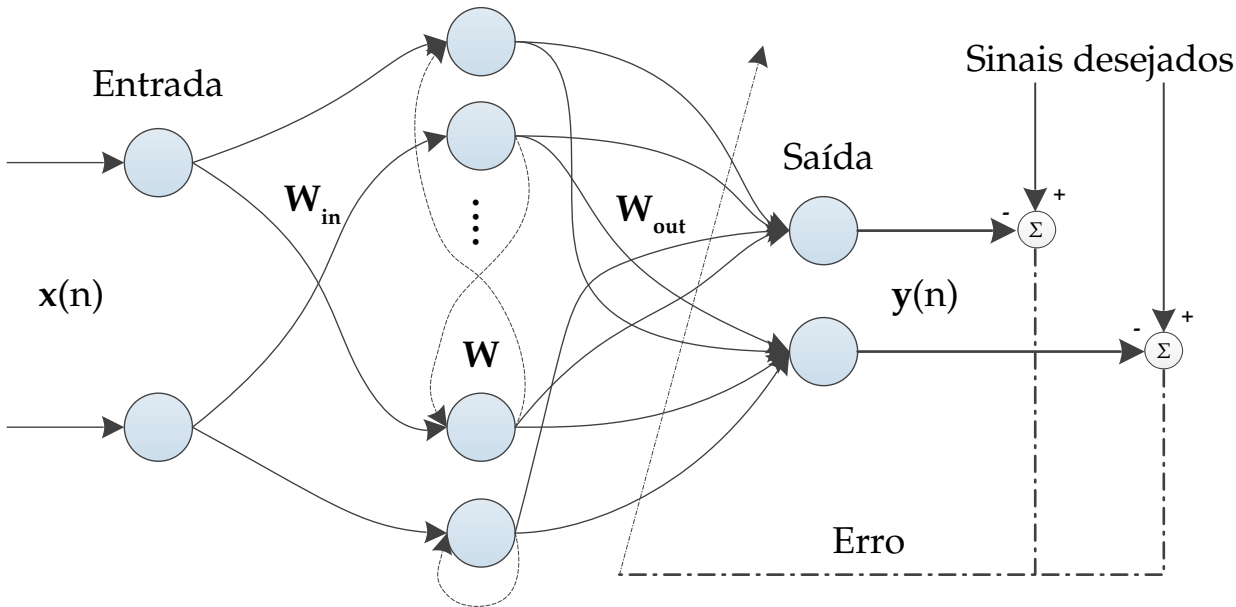 Sinais desejados
Entrada
Saída
W_in
W_out
+
-
Σ
x(n)
y(n)
+
-
Σ
W
Erro